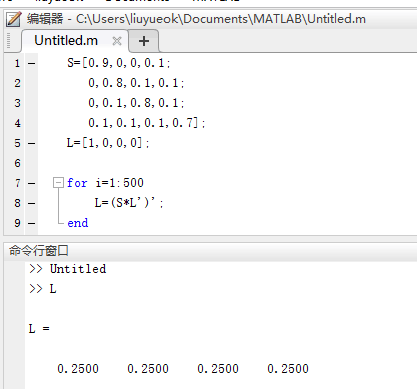 编辑器 - C:\Users\liuyueok\Documents\MATLAB\Untitled.m
Untitled.m
1 - S=[0.9,0,0,0.1;
2 0,0.8,0.1,0.1;
3 0,0.1,0.8,0.1;
4 0.1,0.1,0.1,0.7];
5 - L=[1,0,0,0];
6
7 - for i=1:500
8 - L=(S*L')';
9 - end
命令行窗口
>> Untitled
>> L
L =
0.2500 0.2500 0.2500 0.2500